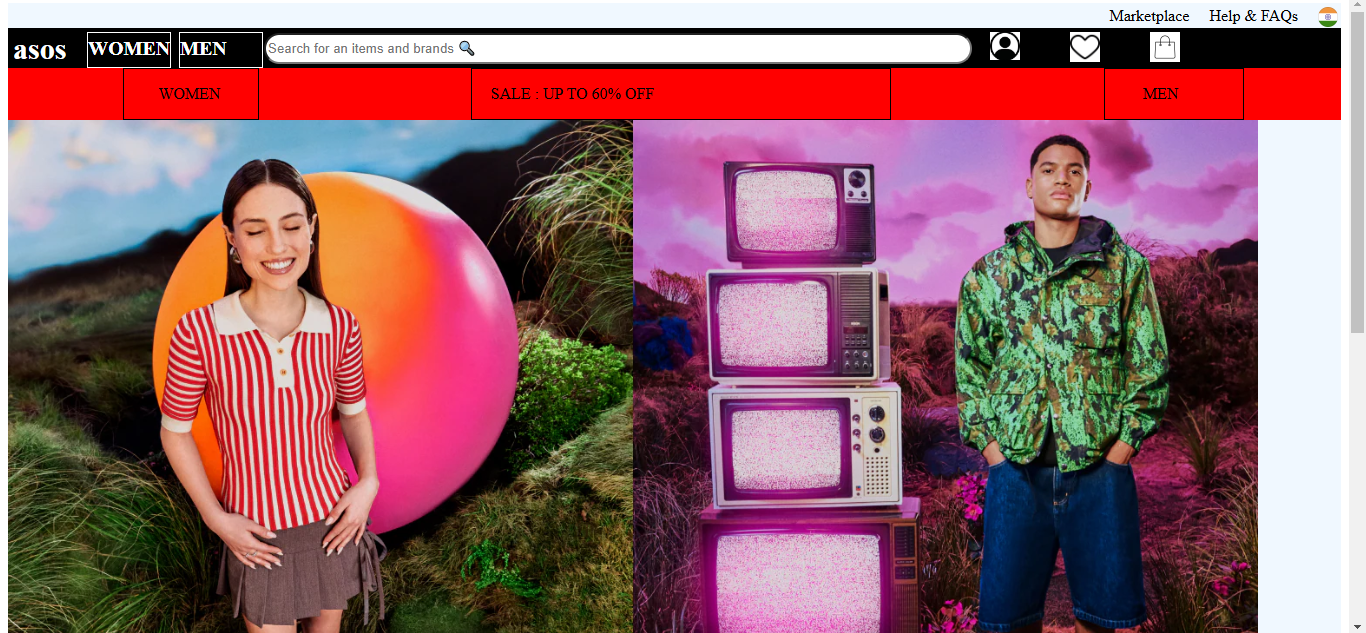 Marketplace Help & FAQs
asos WOMEN MEN Search for an items and brands 🔍
WOMEN SALE : UP TO 60% OFF MEN